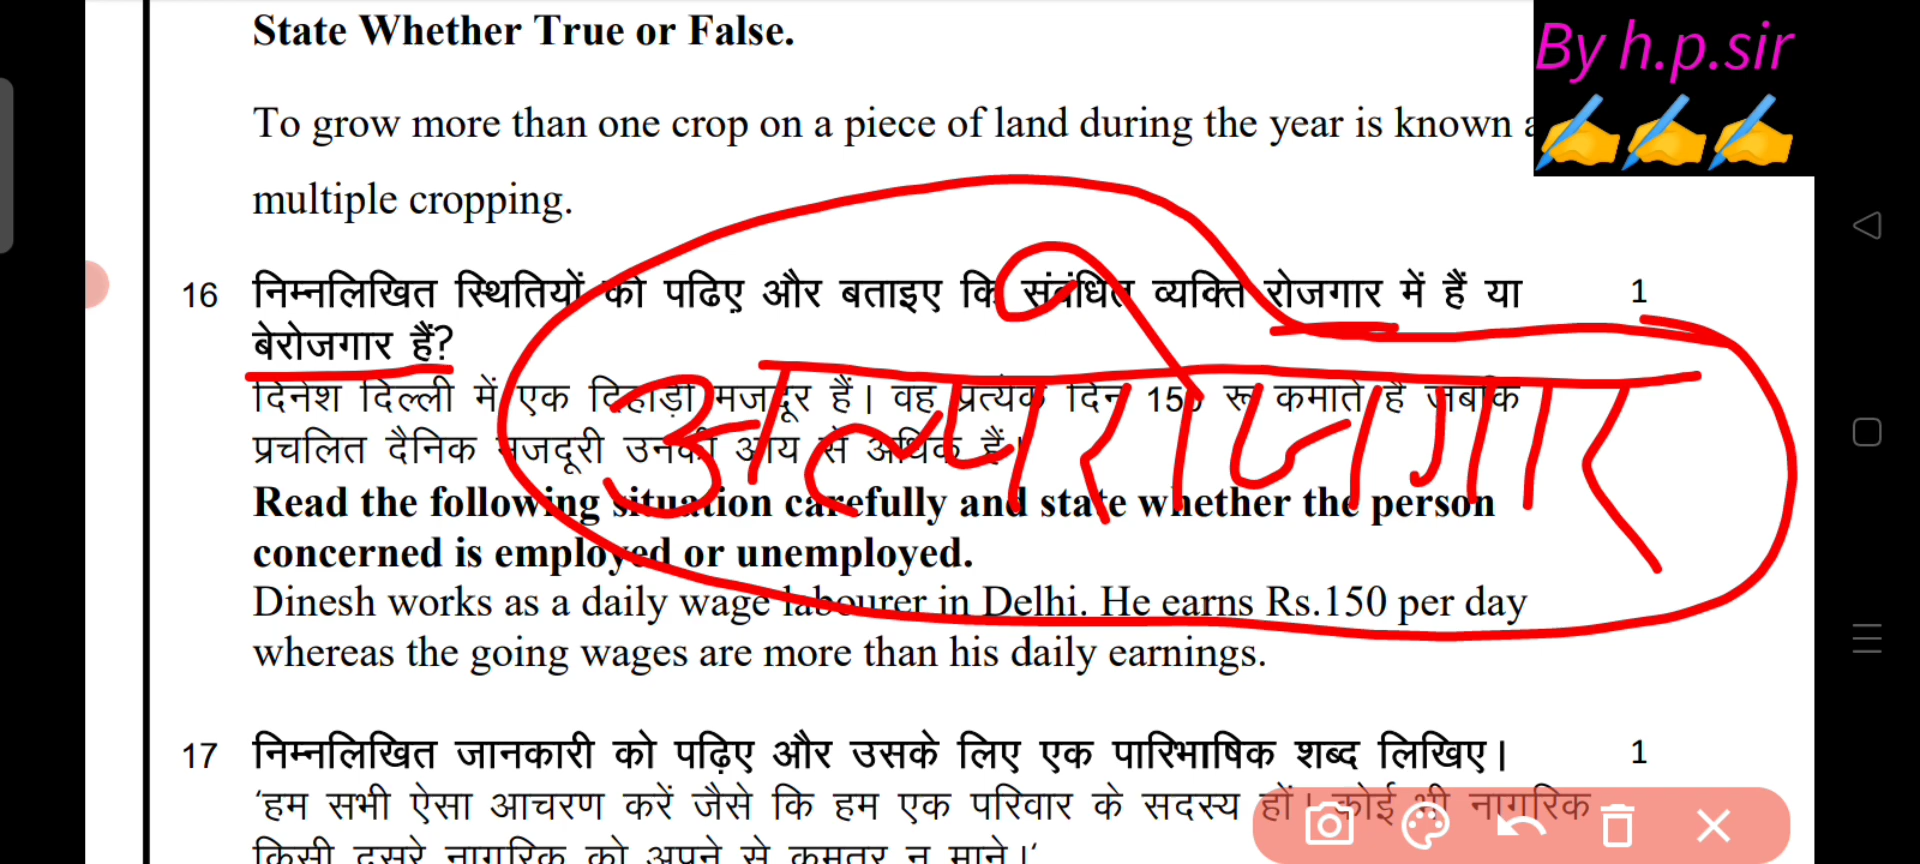 State Whether True or False.
By h.p.sir
To grow more than one crop on a piece of land during the year is known
multiple cropping.
16 निम्नलिखित स्थितियों को पढिए और बताइए कि संबंधित व्यक्ति रोजगार में हैं या 1
बेरोजगार हैं?
दिनेश दिल्ली में एक दिहाड़ी मजदूर हैं। वह प्रत्येक दिन 150 रू कमाते है जबकि
प्रचलित दैनिक मजदूरी उनकी आय से अधिक हैं।
अल्परोजगार
Read the following situation carefully and state whether the person
concerned is employed or unemployed.
Dinesh works as a daily wage labourer in Delhi. He earns Rs.150 per day
whereas the going wages are more than his daily earnings.
17 निम्नलिखित जानकारी को पढ़िए और उसके लिए एक पारिभाषिक शब्द लिखिए। 1
‘हम सभी ऐसा आचरण करें जैसे कि हम एक परिवार के सदस्य हों। कोई भी नागरिक
किसी दूसरे नागरिक को अपने से कमतर न माने।‘